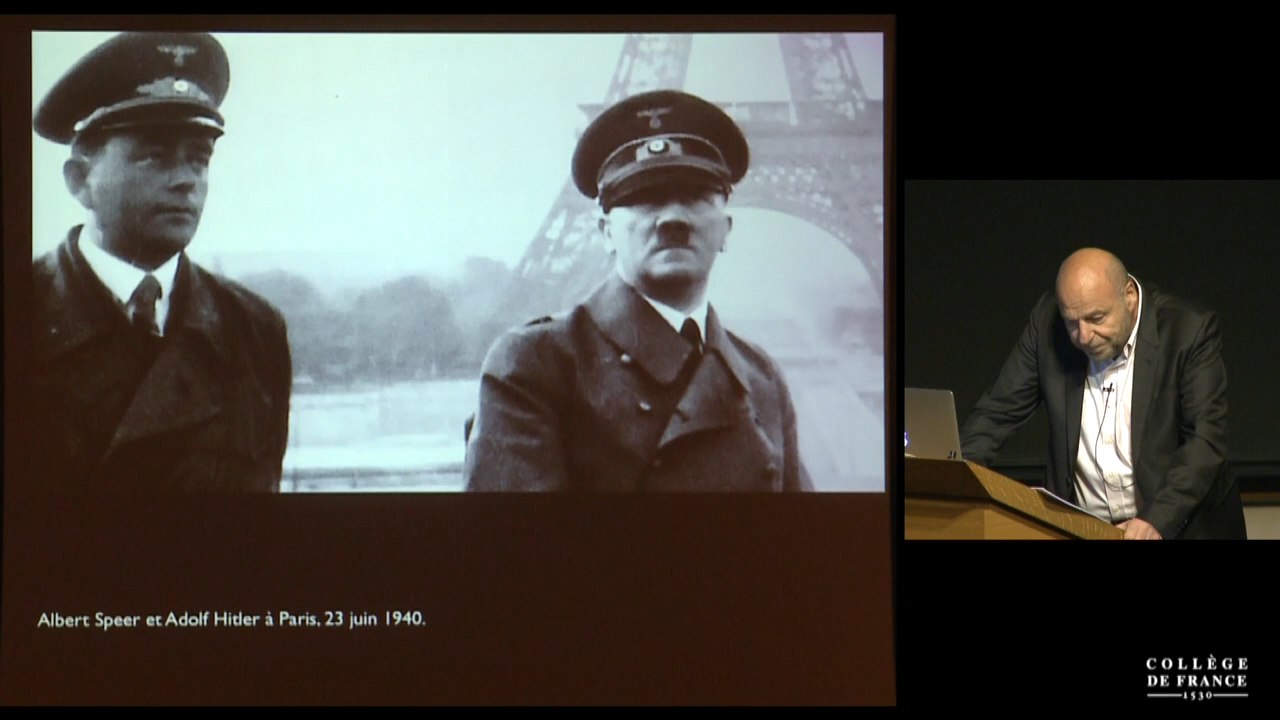 Albert Speer et Adolf Hitler à Paris, 23 juin 1940.
COLLÈGE
DE FRANCE
1530